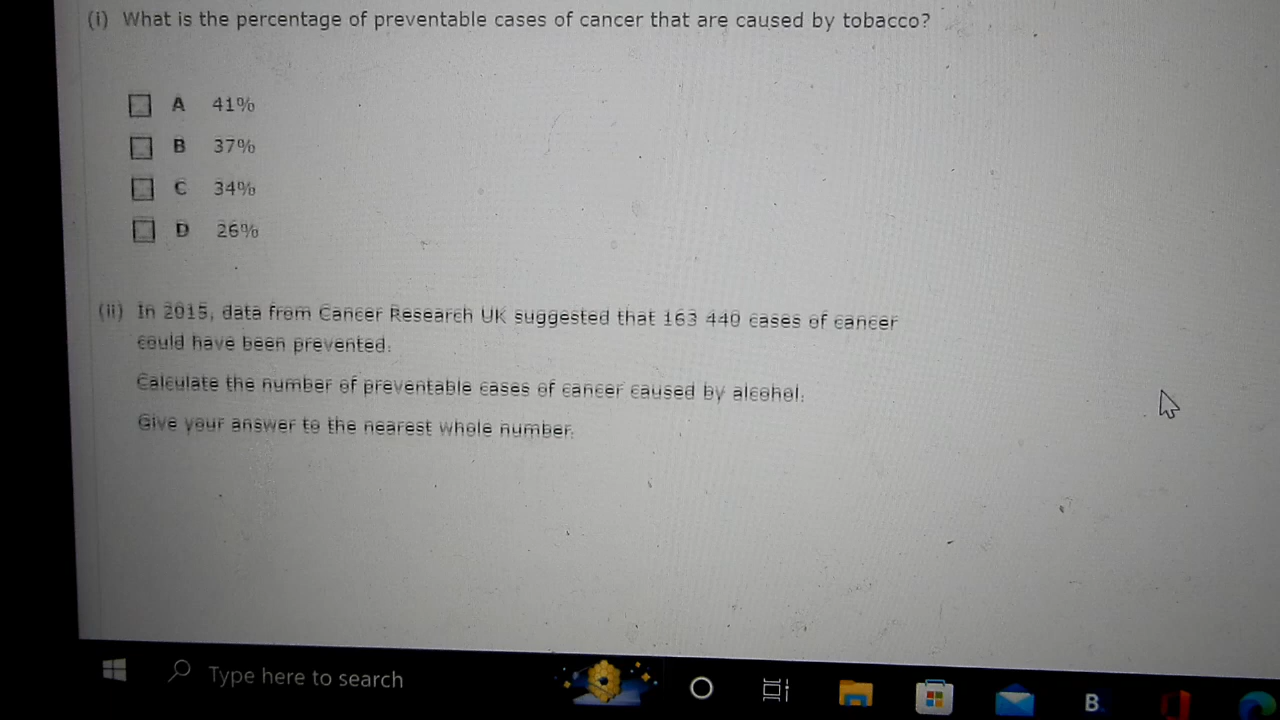 (i) What is the percentage of preventable cases of cancer that are caused by tobacco?
A 41%
B 37%
C 34%
D 26%
(ii) In 2015, data from Cancer Research UK suggested that 163 440 cases of cancer
could have been prevented.
Calculate the number of preventable cases of cancer caused by alcohol.
Give your answer to the nearest whole number.
Type here to search
B